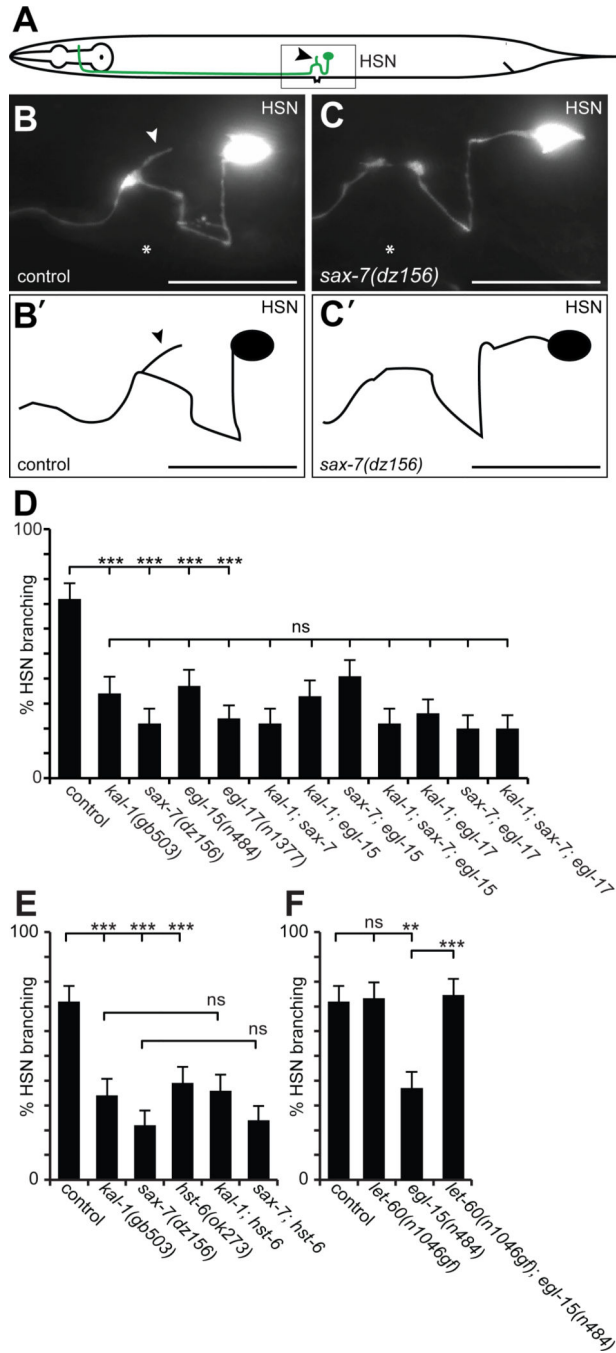 A
HSN
B
HSN
*
control
C
HSN
*
sax-7(dz156)
B′
HSN
control
C′
HSN
sax-7(dz156)
D
100
% HSN branching
0
*** *** *** ***
ns
control
kal-1(gb503)
sax-7(dz156)
egl-15(n484)
egl-17(n1377)
kal-1; sax-7
kal-1; egl-15
sax-7; egl-15
kal-1; sax-7; egl-15
kal-1; egl-17
sax-7; egl-17
kal-1; sax-7; egl-17
E
100
% HSN branching
0
*** *** ***
ns
ns
control
kal-1(gb503)
sax-7(dz156)
hst-6(ok273)
kal-1; hst-6
sax-7; hst-6
F
100
% HSN branching
0
ns **
***
control
let-60(n1046gf)
egl-15(n484)
let-60(n1046gf); egl-15(n484)